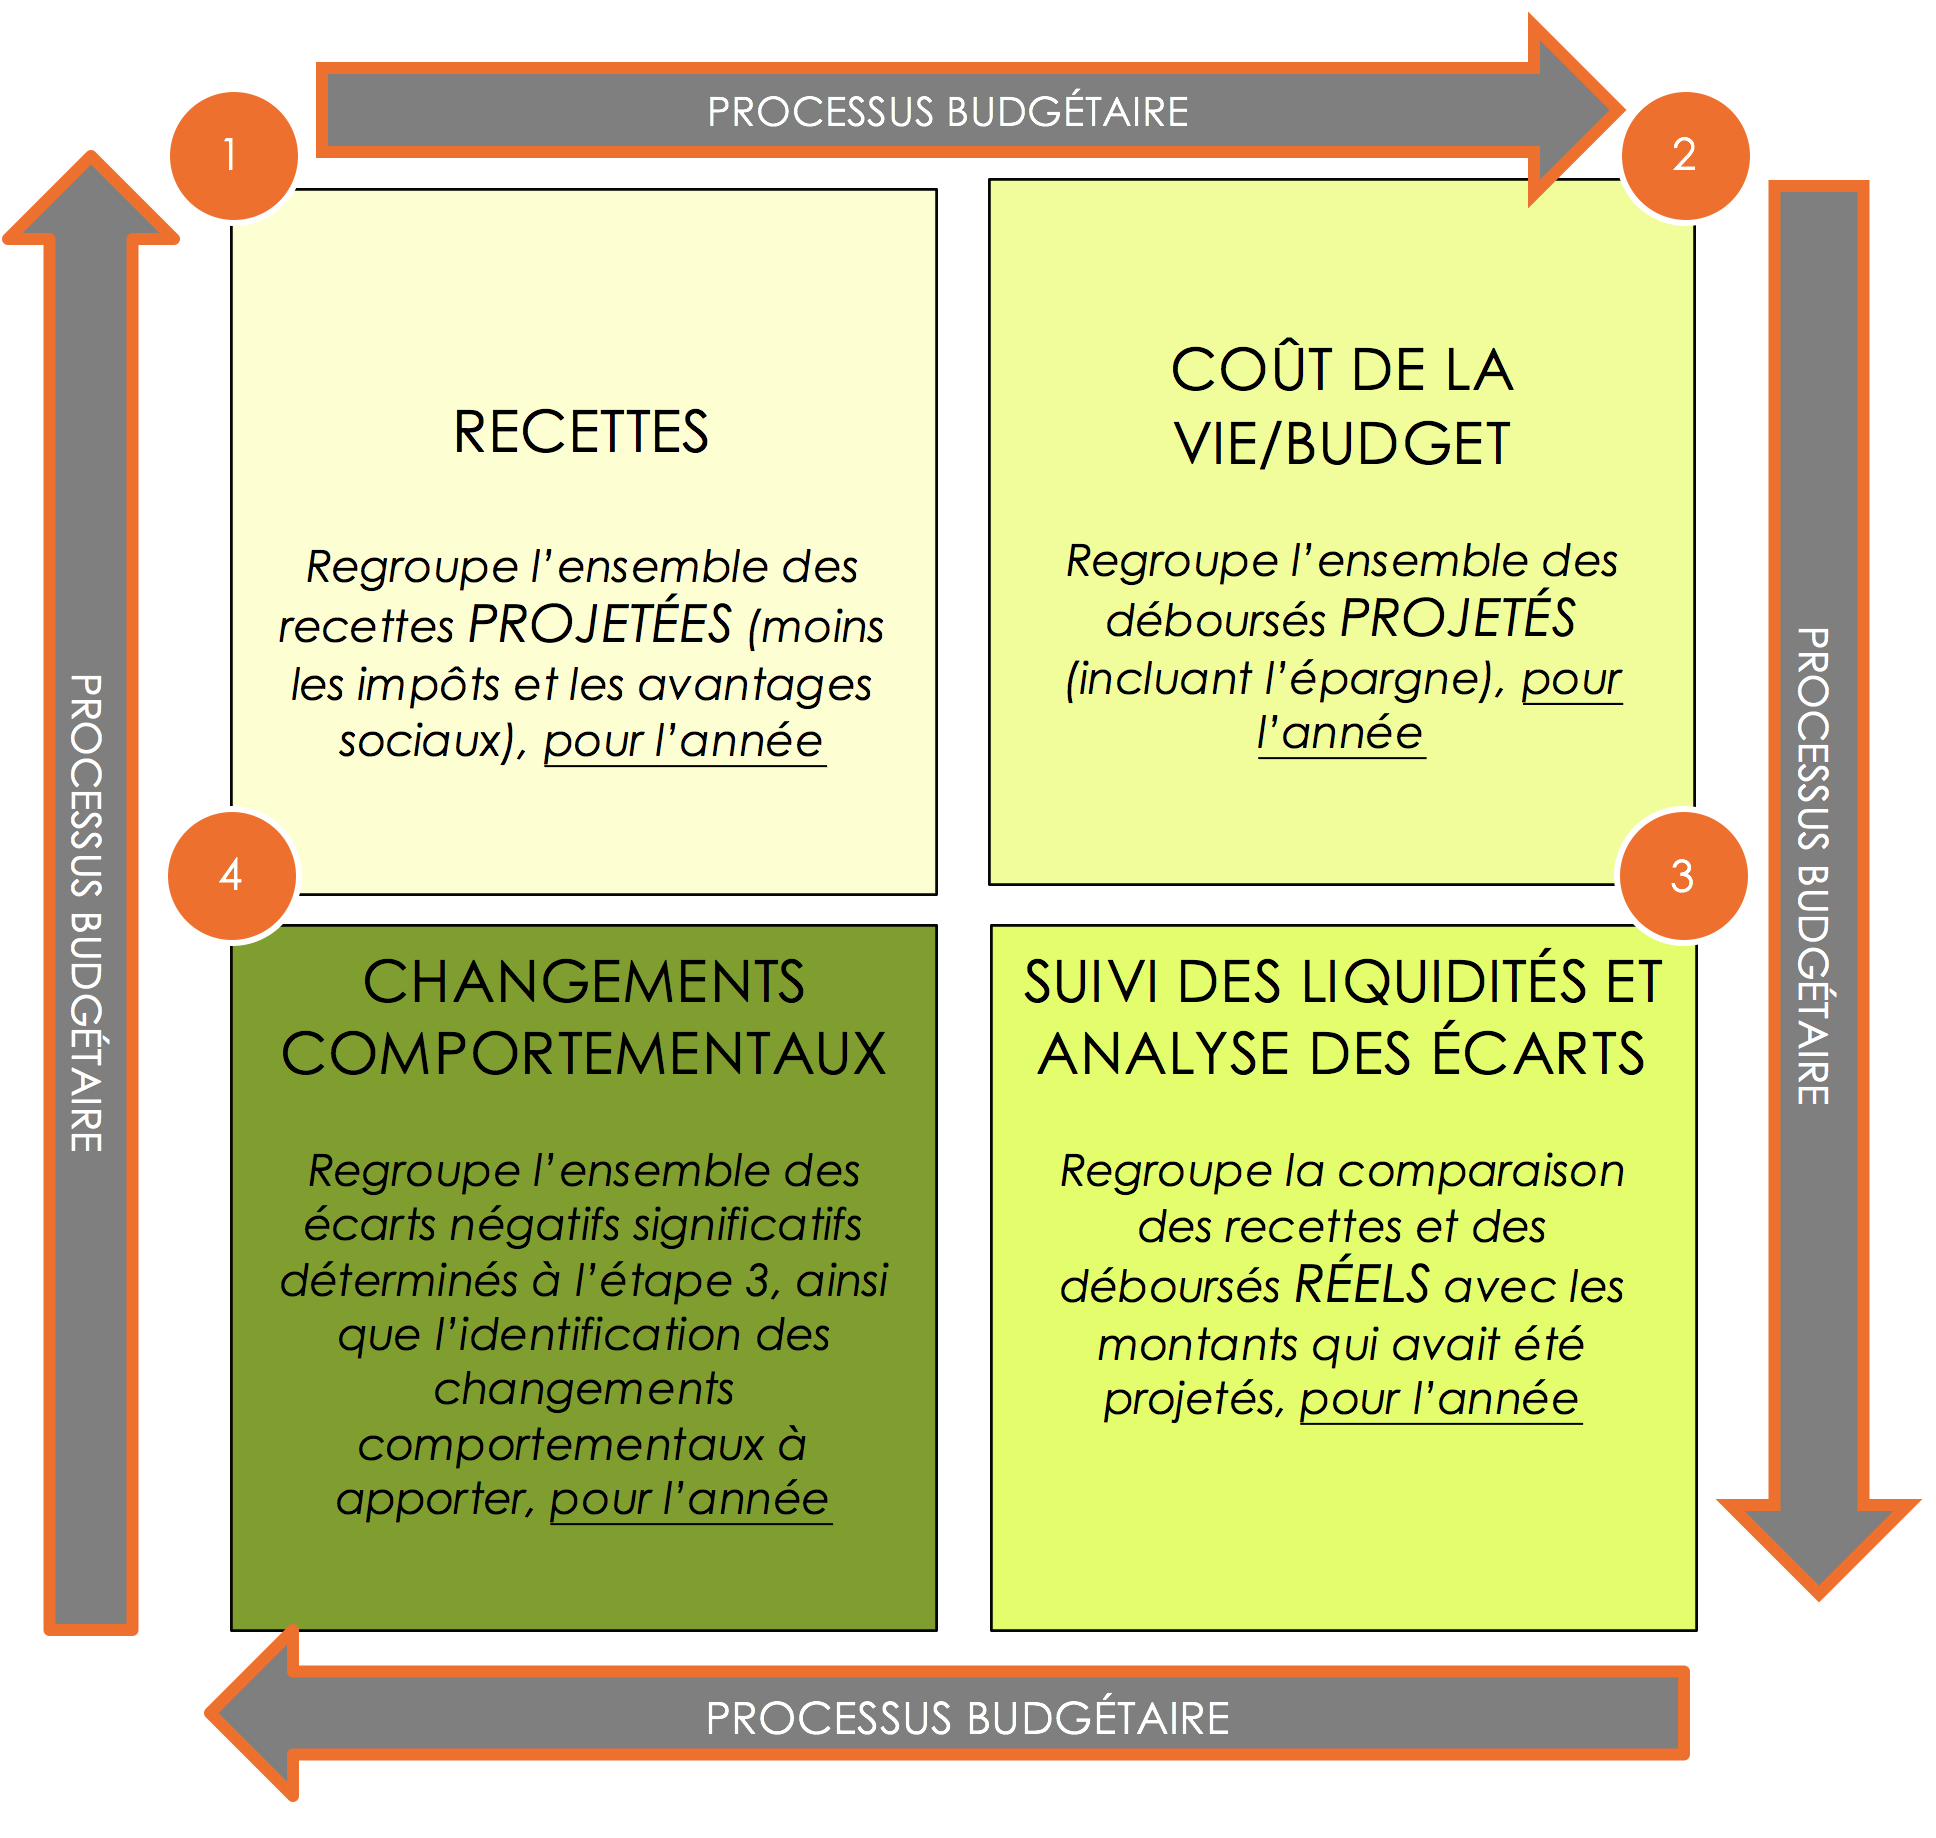 PROCESSUS BUDGÉTAIRE
1
2
RECETTES
Regroupe l’ensemble des
recettes PROJETÉES (moins
les impôts et les avantages
sociaux), pour l’année
COÛT DE LA
VIE/BUDGET
Regroupe l’ensemble des
déboursés PROJETÉS
(incluant l’épargne), pour
l’année
PROCESSUS BUDGÉTAIRE
PROCESSUS BUDGÉTAIRE
4
3
CHANGEMENTS
COMPORTEMENTAUX
Regroupe l’ensemble des
écarts négatifs significatifs
déterminés à l’étape 3, ainsi
que l’identification des
changements
comportementaux à
apporter, pour l’année
SUIVI DES LIQUIDITÉS ET
ANALYSE DES ÉCARTS
Regroupe la comparaison
des recettes et des
déboursés RÉELS avec les
montants qui avait été
projetés, pour l’année
PROCESSUS BUDGÉTAIRE